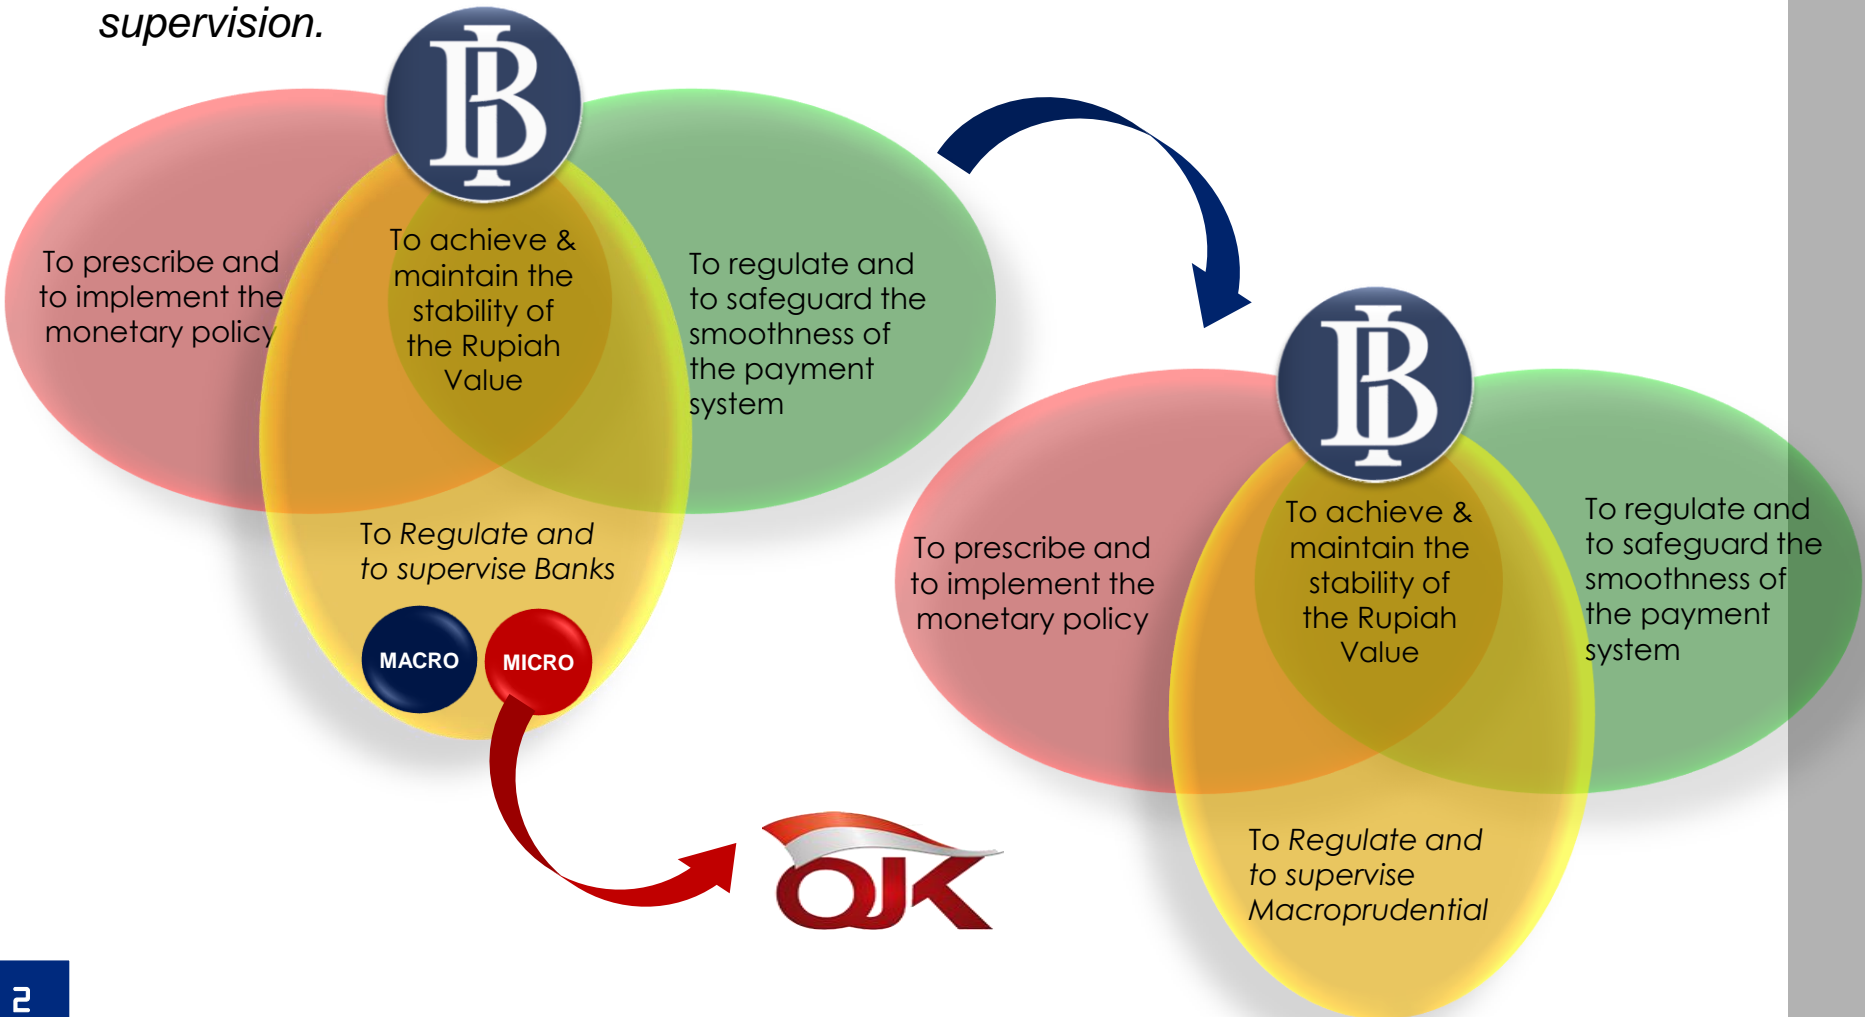 supervision.
BI
To prescribe and
to implement the
monetary policy
To achieve &
maintain the
stability of
the Rupiah
Value
To regulate and
to safeguard the
smoothness of
the payment
system
To Regulate and
to supervise Banks
MACRO
MICRO
OJK
BI
To prescribe and
to implement the
monetary policy
To achieve &
maintain the
stability of
the Rupiah
Value
To regulate and
to safeguard the
smoothness of
the payment
system
To Regulate and
to supervise
Macroprudential
2